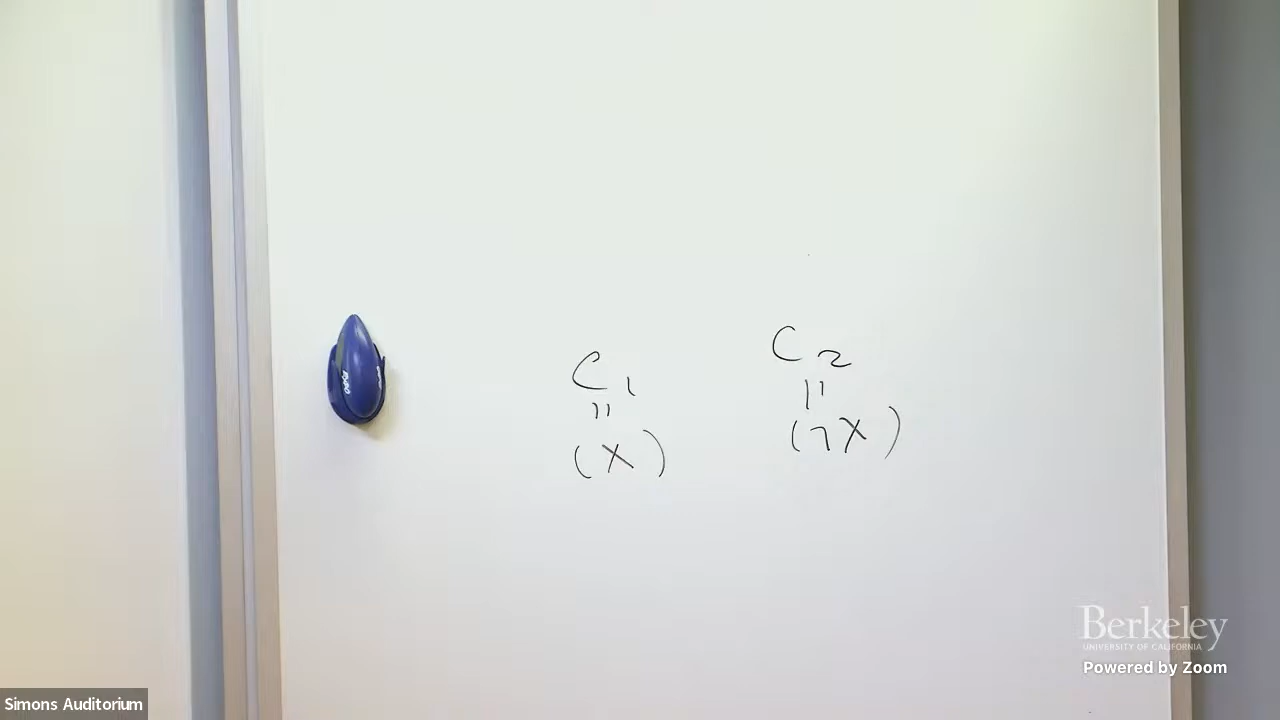 C₁ C₂
= =
(X) (¬X)
Berkeley
UNIVERSITY OF CALIFORNIA
Powered by Zoom
Simons Auditorium